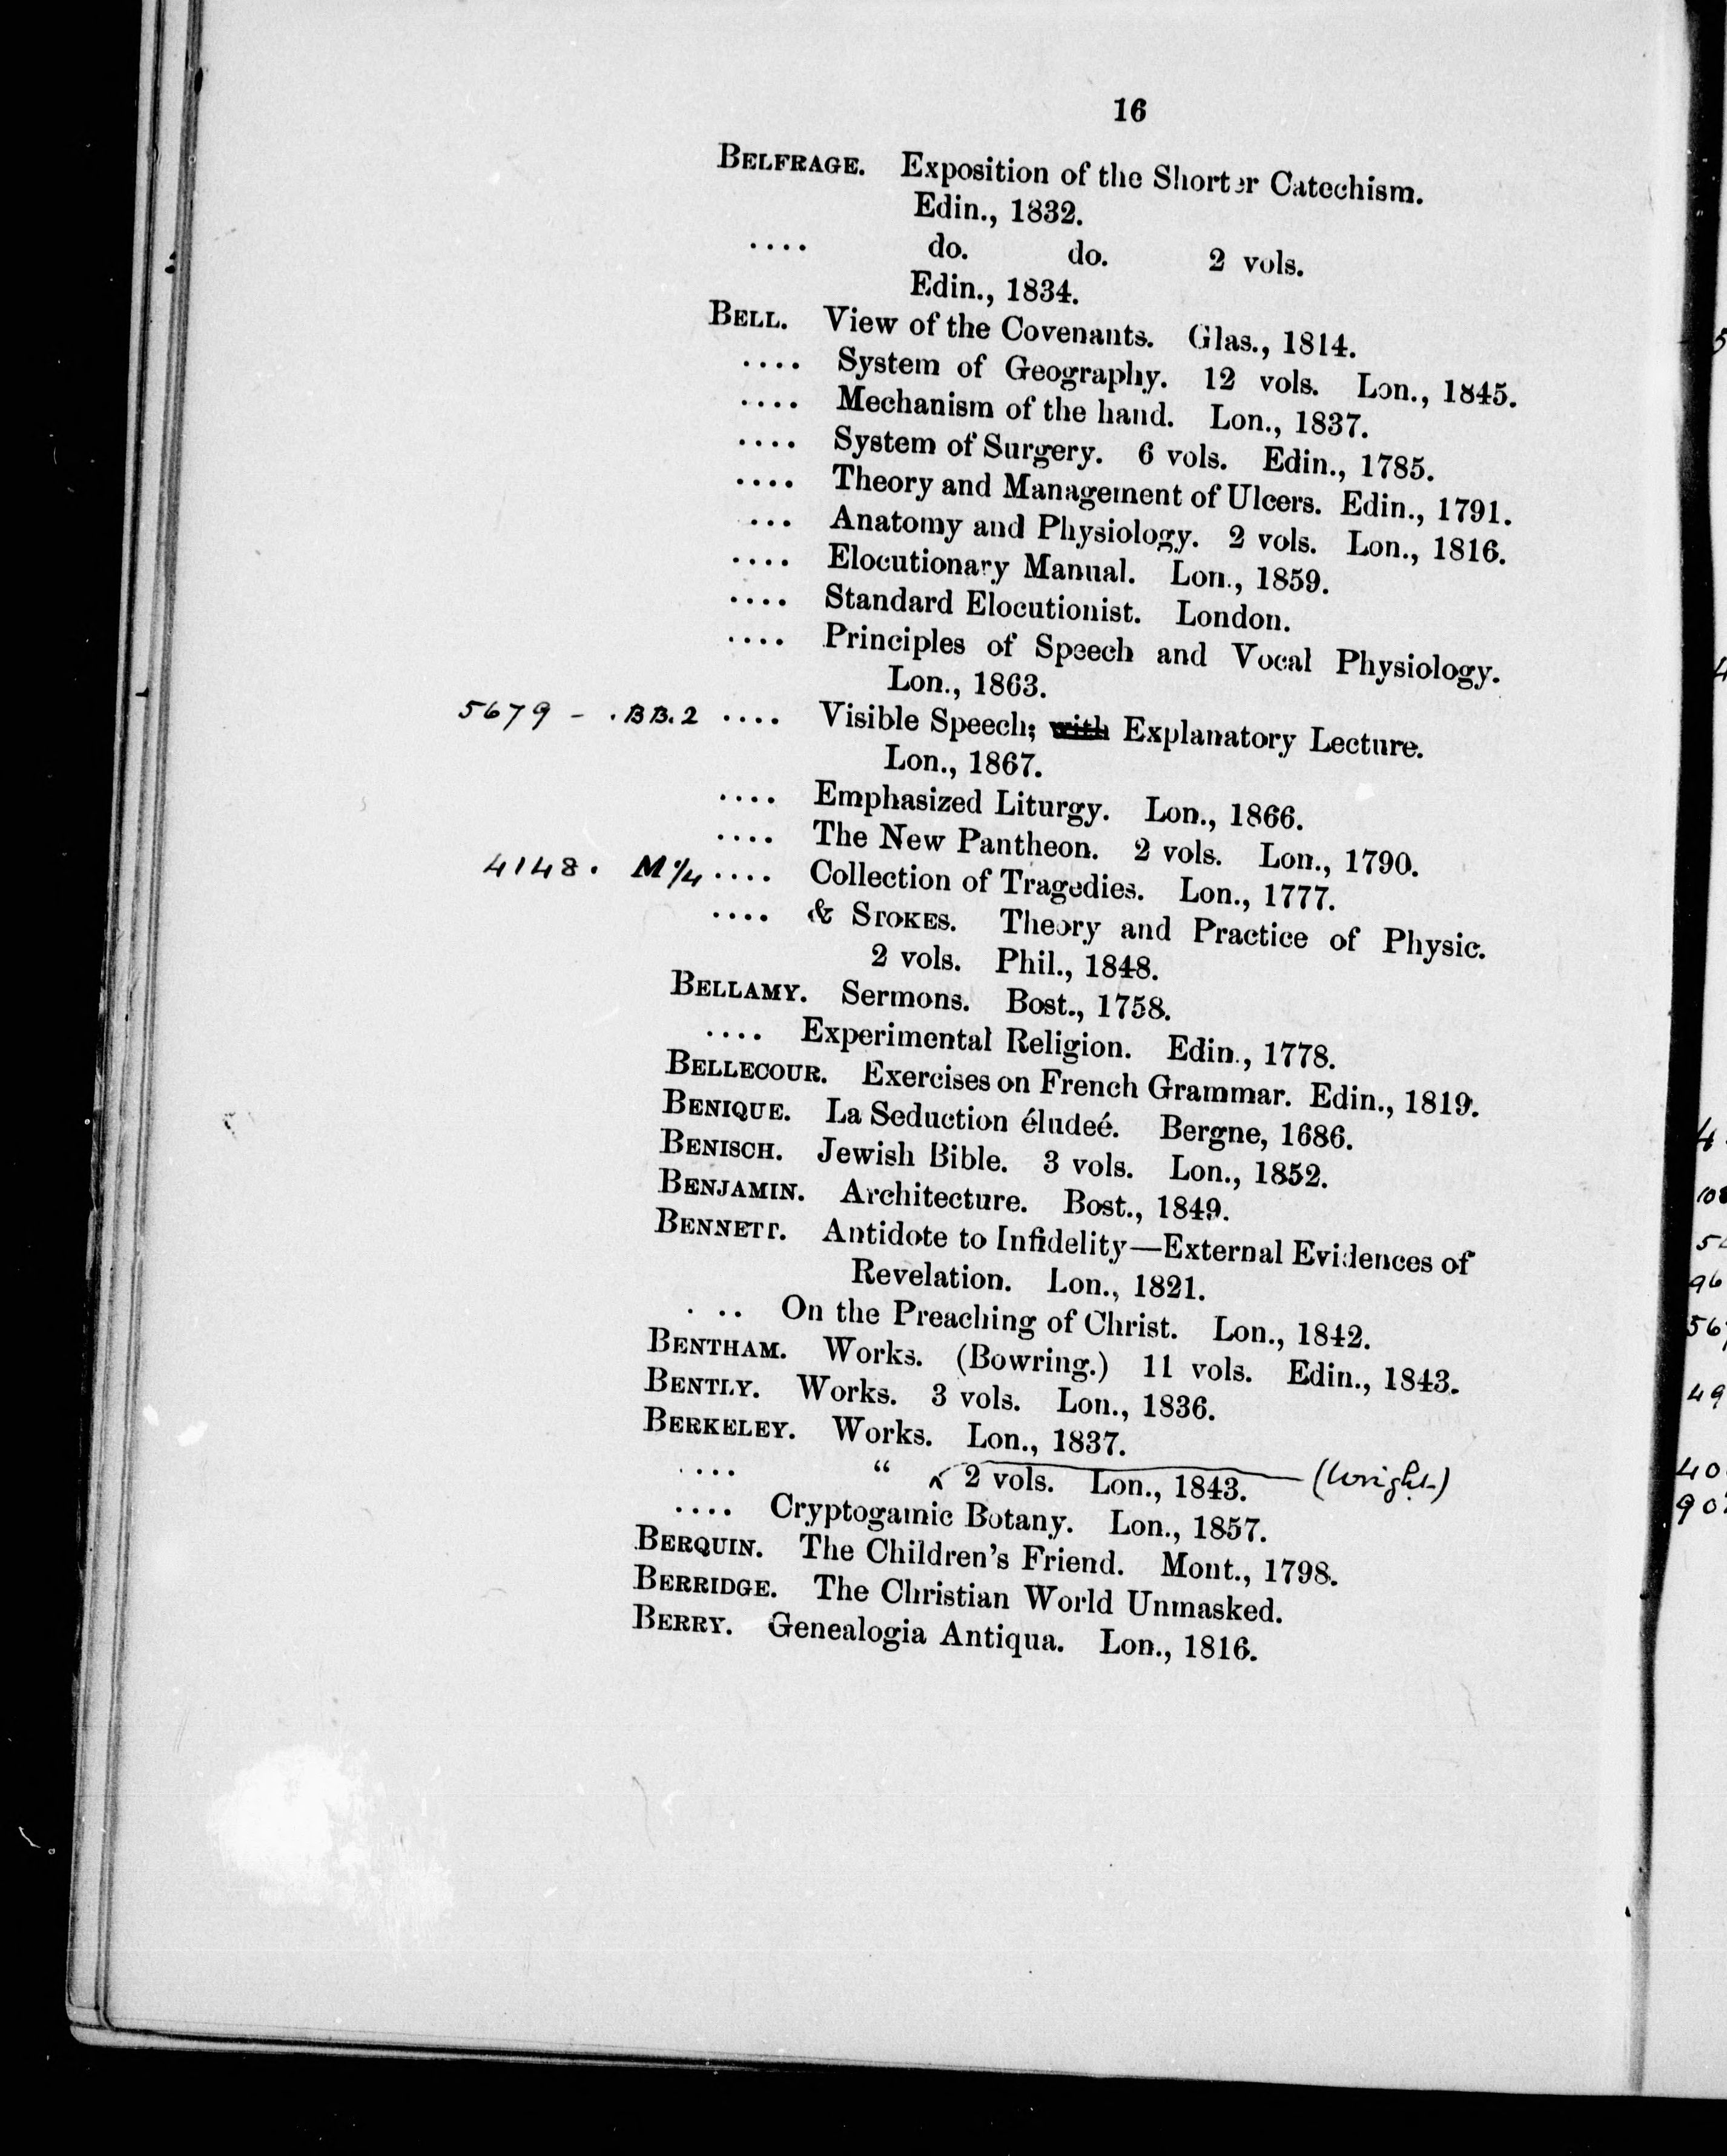 16
BELFRAGE. Exposition of the Shorter Catechism.
Edin., 1832.
.... do. do. 2 vols.
Edin., 1834.
BELL. View of the Covenants. Glas., 1814.
.... System of Geography. 12 vols. Lon., 1845.
.... Mechanism of the hand. Lon., 1837.
.... System of Surgery. 6 vols. Edin., 1785.
.... Theory and Management of Ulcers. Edin., 1791.
... Anatomy and Physiology. 2 vols. Lon., 1816.
.... Elocutionary Manual. Lon., 1859.
.... Standard Elocutionist. London.
.... Principles of Speech and Vocal Physiology.
Lon., 1863.
5679 - . BB.2 .... Visible Speech; with Explanatory Lecture.
Lon., 1867.
.... Emphasized Liturgy. Lon., 1866.
.... The New Pantheon. 2 vols. Lon., 1790.
4148. M 1/4 .... Collection of Tragedies. Lon., 1777.
.... & STOKES. Theory and Practice of Physic.
2 vols. Phil., 1848.
BELLAMY. Sermons. Bost., 1758.
.... Experimental Religion. Edin., 1778.
BELLECOUR. Exercises on French Grammar. Edin., 1819.
BENIQUE. La Seduction éludeé. Bergne, 1686.
BENISCH. Jewish Bible. 3 vols. Lon., 1852.
BENJAMIN. Architecture. Bost., 1849.
BENNETT. Antidote to Infidelity—External Evidences of
Revelation. Lon., 1821.
. .. On the Preaching of Christ. Lon., 1842.
BENTHAM. Works. (Bowring.) 11 vols. Edin., 1843.
BENTLY. Works. 3 vols. Lon., 1836.
BERKELEY. Works. Lon., 1837.
.... “ 2 vols. Lon., 1843. (Wright.)
.... Cryptogamic Botany. Lon., 1857.
BERQUIN. The Children's Friend. Mont., 1798.
BERRIDGE. The Christian World Unmasked.
BERRY. Genealogia Antiqua. Lon., 1816.